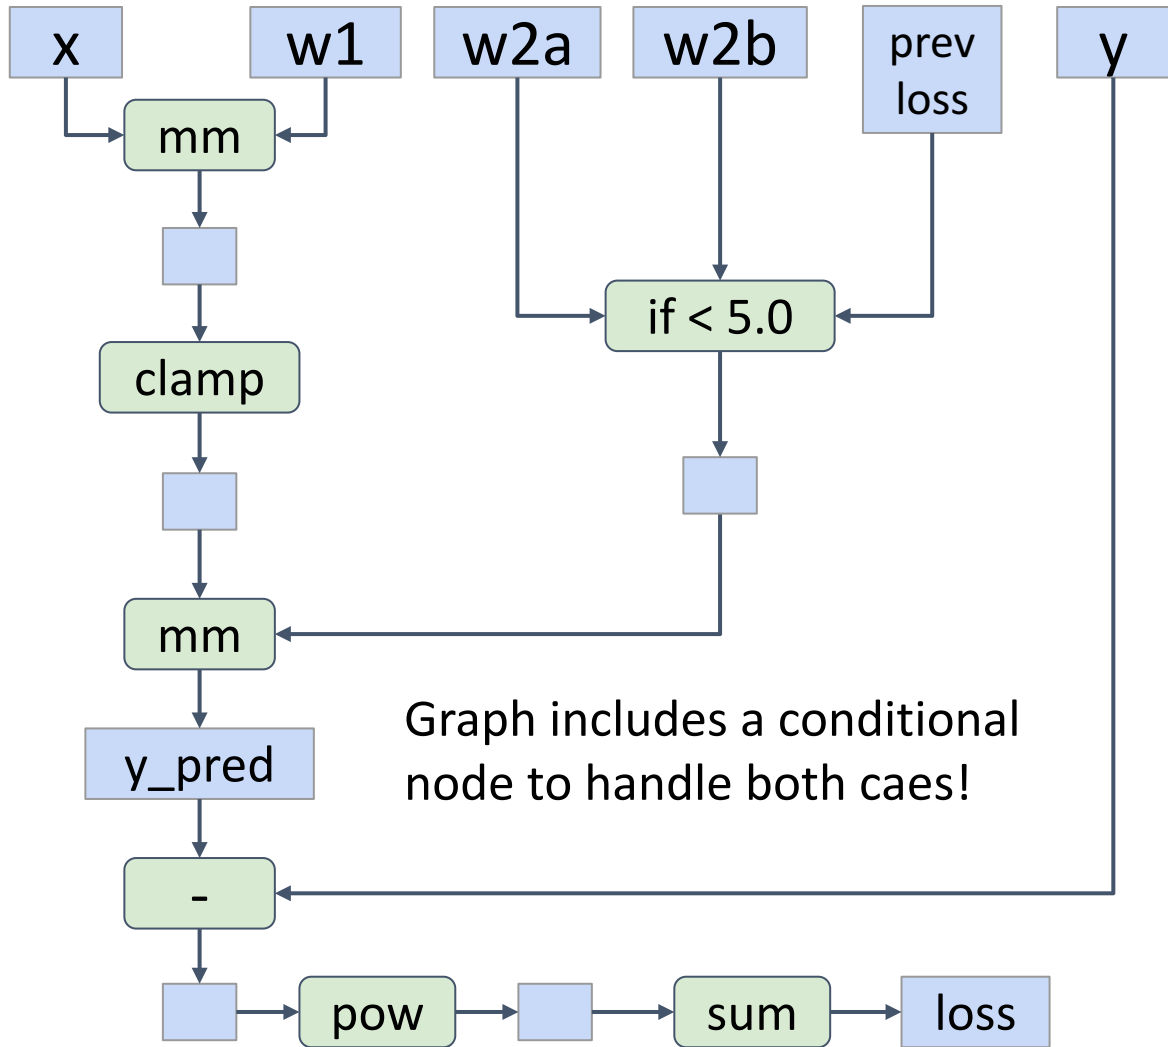 x
w1
w2a
w2b
prev
loss
y
mm
if < 5.0
clamp
mm
Graph includes a conditional
node to handle both caes!
y_pred
-
pow
sum
loss